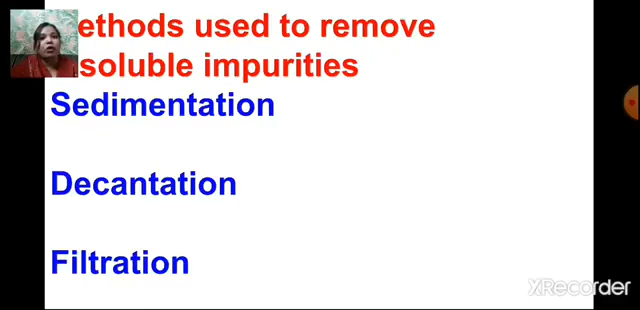 ethods used to remove
soluble impurities
Sedimentation
Decantation
Filtration
XRecorder